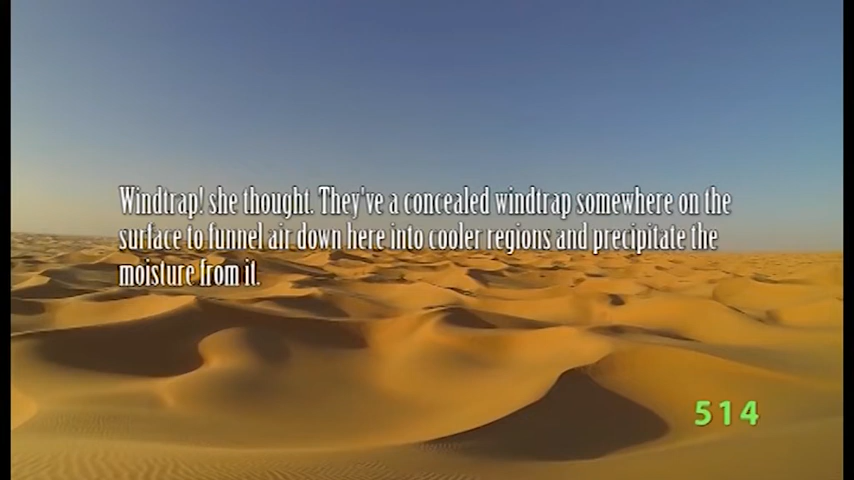 Windtrap! she thought. They've a concealed windtrap somewhere on the
surface to funnel air down here into cooler regions and precipitate the
moisture from it.
514